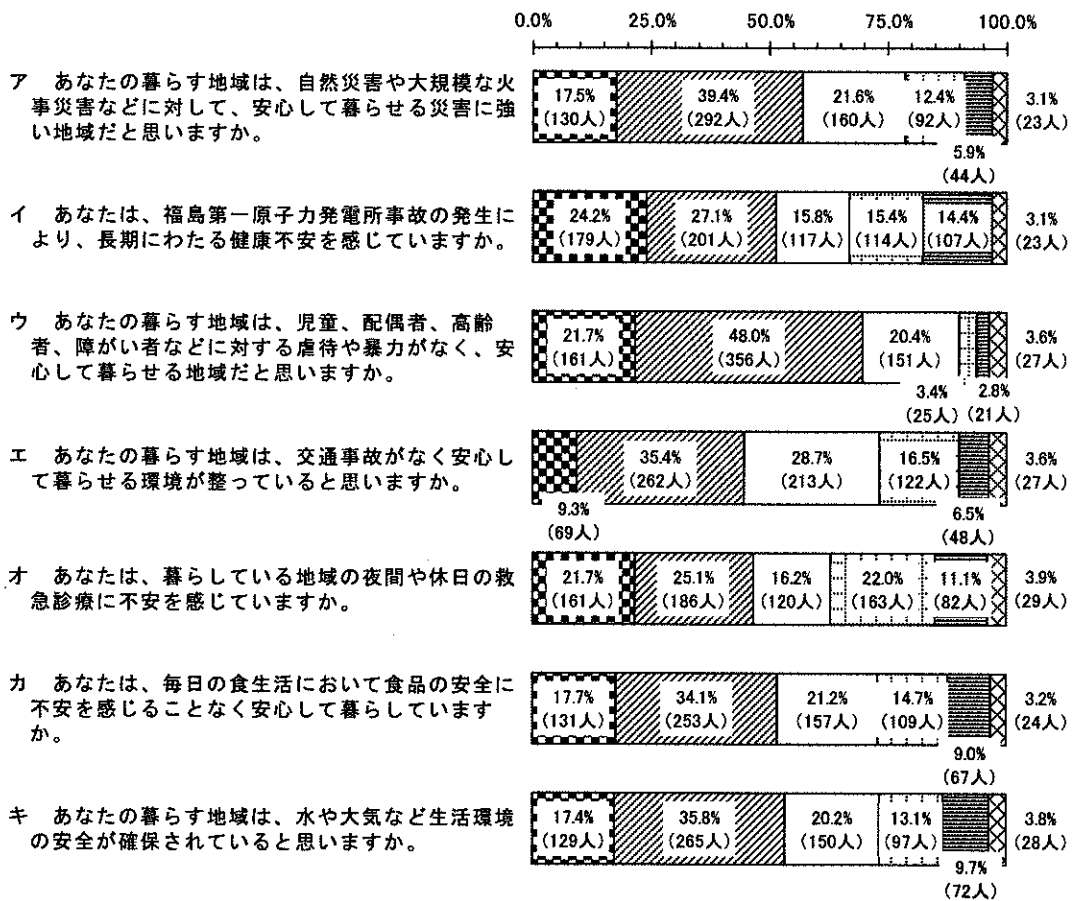 0.0% 25.0% 50.0% 75.0% 100.0%
ア あなたの暮らす地域は、自然災害や大規模な火
事災害などに対して、安心して暮らせる災害に強
い地域だと思いますか。
17.5% 39.4% 21.6% 12.4% 3.1%
(130人) (292人) (160人) (92人) (23人)
5.9%
(44人)
イ あなたは、福島第一原子力発電所事故の発生に
より、長期にわたる健康不安を感じていますか。
24.2% 27.1% 15.8% 15.4% 14.4% 3.1%
(179人) (201人) (117人) (114人) (107人) (23人)
ウ あなたの暮らす地域は、児童、配偶者、高齢
者、障がい者などに対する虐待や暴力がなく、安
心して暮らせる地域だと思いますか。
21.7% 48.0% 20.4% 3.6%
(161人) (356人) (151人) (27人)
3.4% 2.8%
(25人) (21人)
エ あなたの暮らす地域は、交通事故がなく安心し
て暮らせる環境が整っていると思いますか。
35.4% 28.7% 16.5% 3.6%
(262人) (213人) (122人) (27人)
9.3% 6.5%
(69人) (48人)
オ あなたは、暮らしている地域の夜間や休日の救
急診療に不安を感じていますか。
21.7% 25.1% 16.2% 22.0% 11.1% 3.9%
(161人) (186人) (120人) (163人) (82人) (29人)
カ あなたは、毎日の食生活において食品の安全に
不安を感じることなく安心して暮らしています
か。
17.7% 34.1% 21.2% 14.7% 3.2%
(131人) (253人) (157人) (109人) (24人)
9.0%
(67人)
キ あなたの暮らす地域は、水や大気など生活環境
の安全が確保されていると思いますか。
17.4% 35.8% 20.2% 13.1% 3.8%
(129人) (265人) (150人) (97人) (28人)
9.7%
(72人)